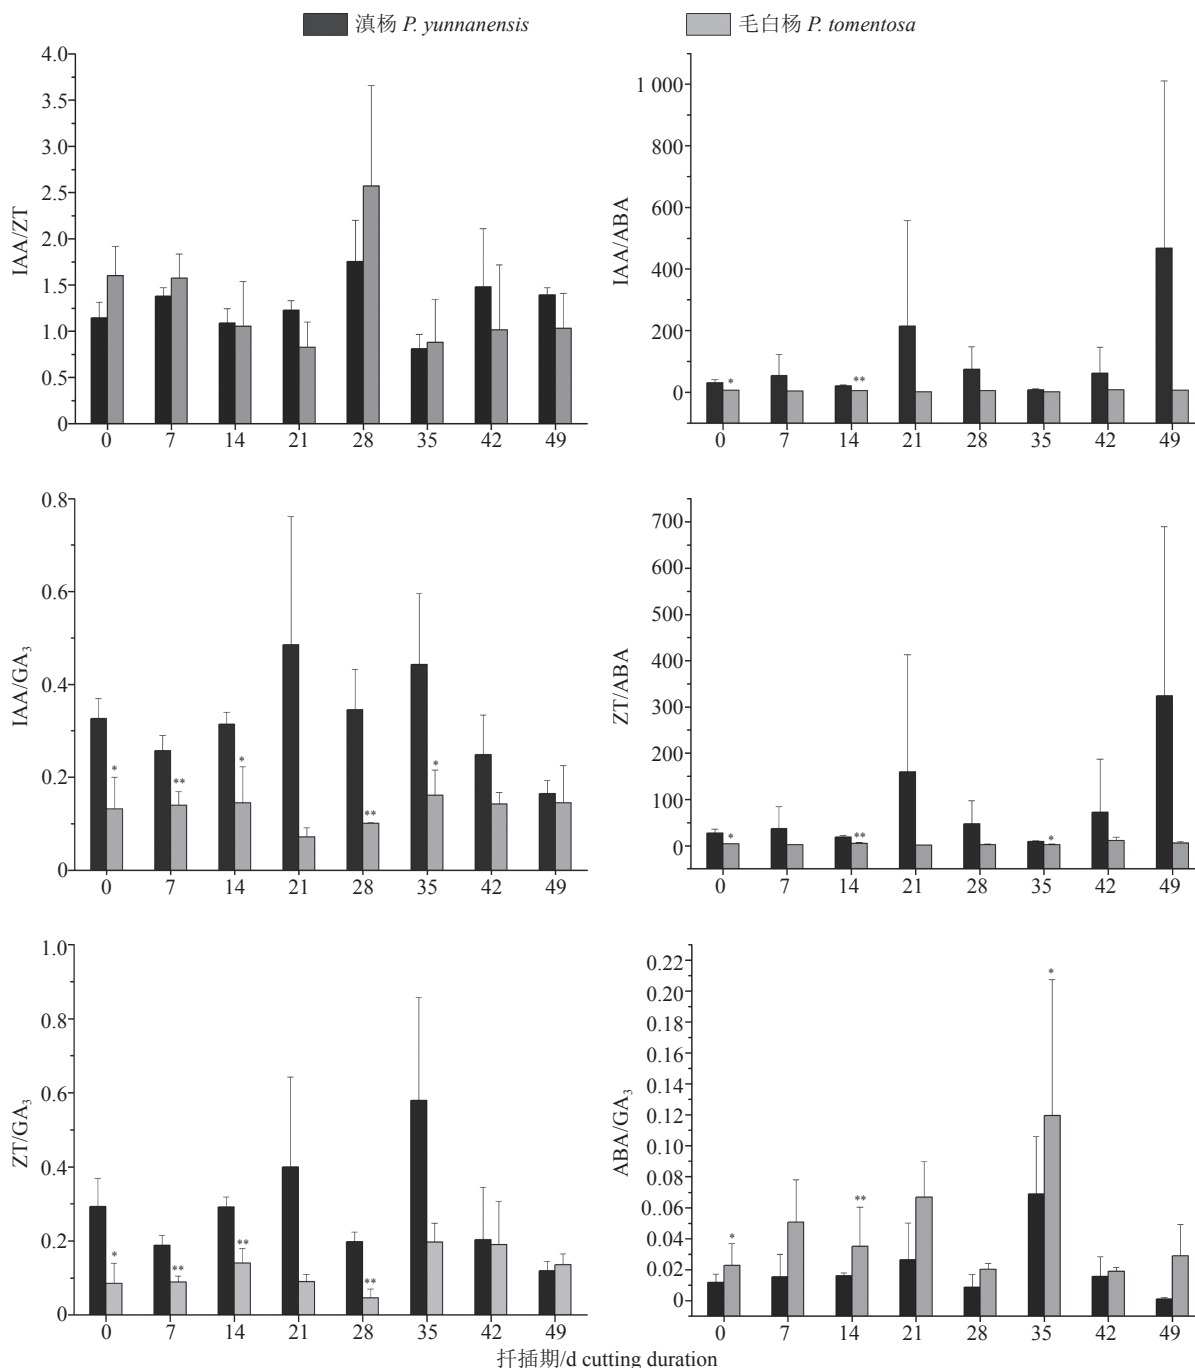 滇杨 P. yunnanensis
毛白杨 P. tomentosa
4.0
3.5
3.0
2.5
2.0
1.5
1.0
0.5
0
IAA/ZT
0 7 14 21 28 35 42 49
1 000
800
600
400
200
0
IAA/ABA
* **
0 7 14 21 28 35 42 49
0.8
0.6
0.4
0.2
0
IAA/GA₃
* ** * ** *
0 7 14 21 28 35 42 49
700
600
500
400
300
200
100
0
ZT/ABA
* ** *
0 7 14 21 28 35 42 49
1.0
0.8
0.6
0.4
0.2
0
ZT/GA₃
* ** ** **
0 7 14 21 28 35 42 49
0.22
0.20
0.18
0.16
0.14
0.12
0.10
0.08
0.06
0.04
0.02
0
ABA/GA₃
* ** *
0 7 14 21 28 35 42 49
扦插期/d cutting duration